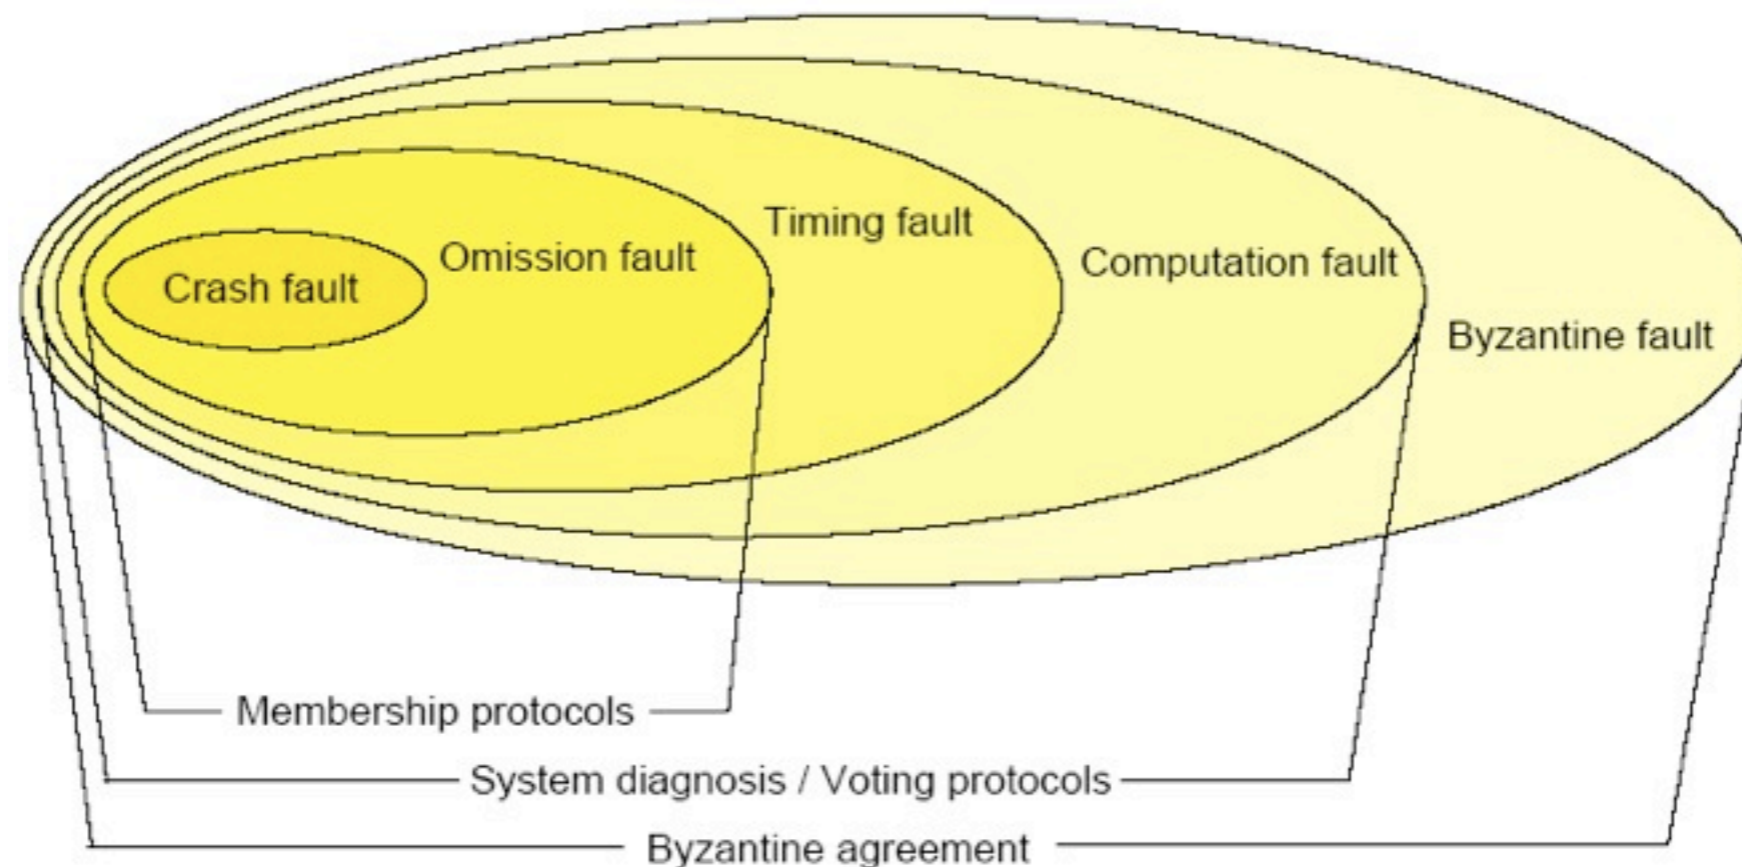 Crash fault
Omission fault
Timing fault
Computation fault
Byzantine fault
Membership protocols
System diagnosis / Voting protocols
Byzantine agreement